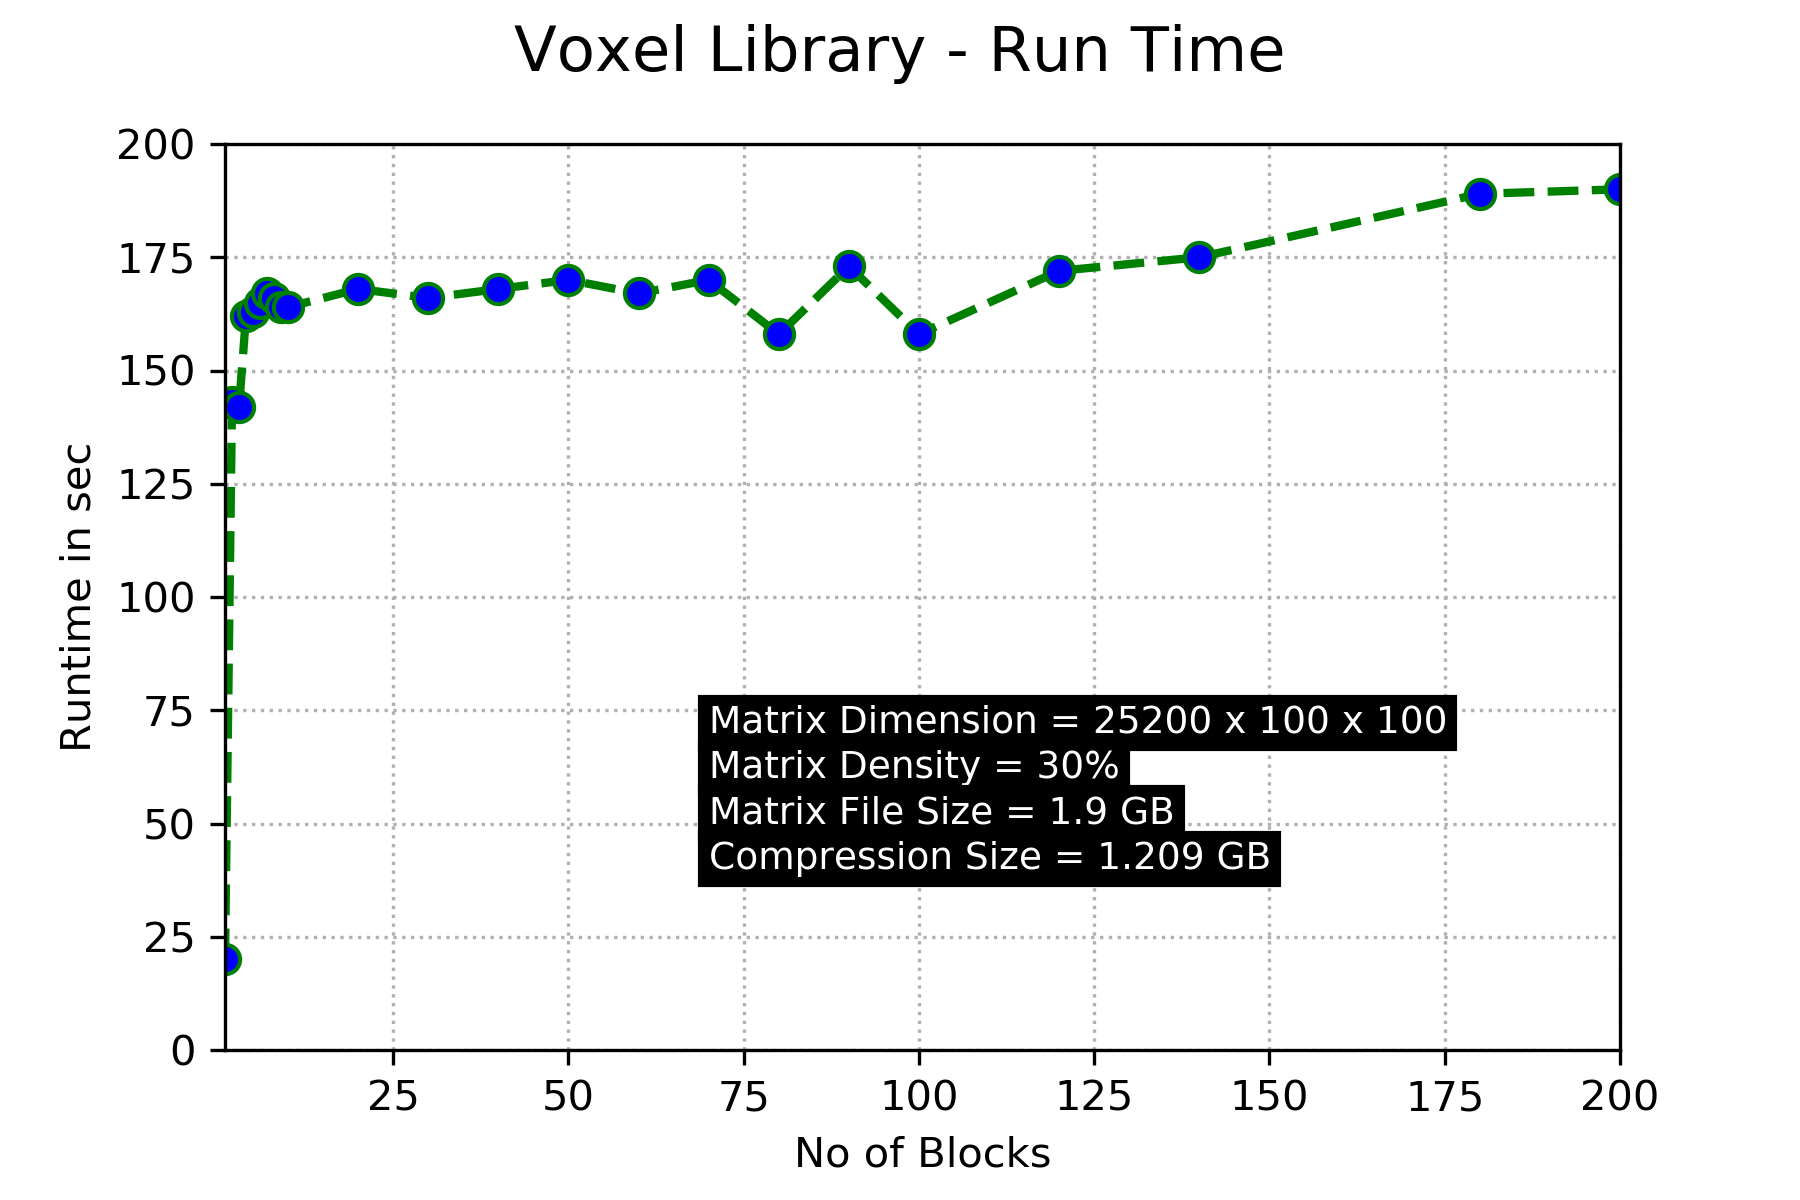 Voxel Library - Run Time
200
175
150
125
100
75
50
25
0
Runtime in sec
Matrix Dimension = 25200 x 100 x 100
Matrix Density = 30%
Matrix File Size = 1.9 GB
Compression Size = 1.209 GB
25 50 75 100 125 150 175 200
No of Blocks